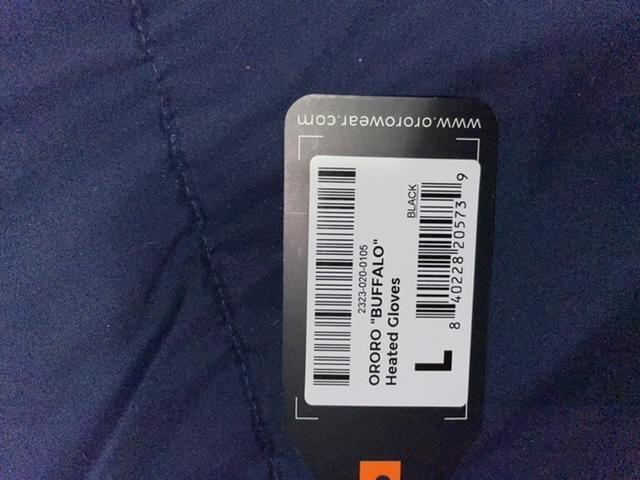 www.ororowear.com
2323-020-0105
ORORO "BUFFALO"
Heated Gloves
BLACK
L
8 40228 20573 9